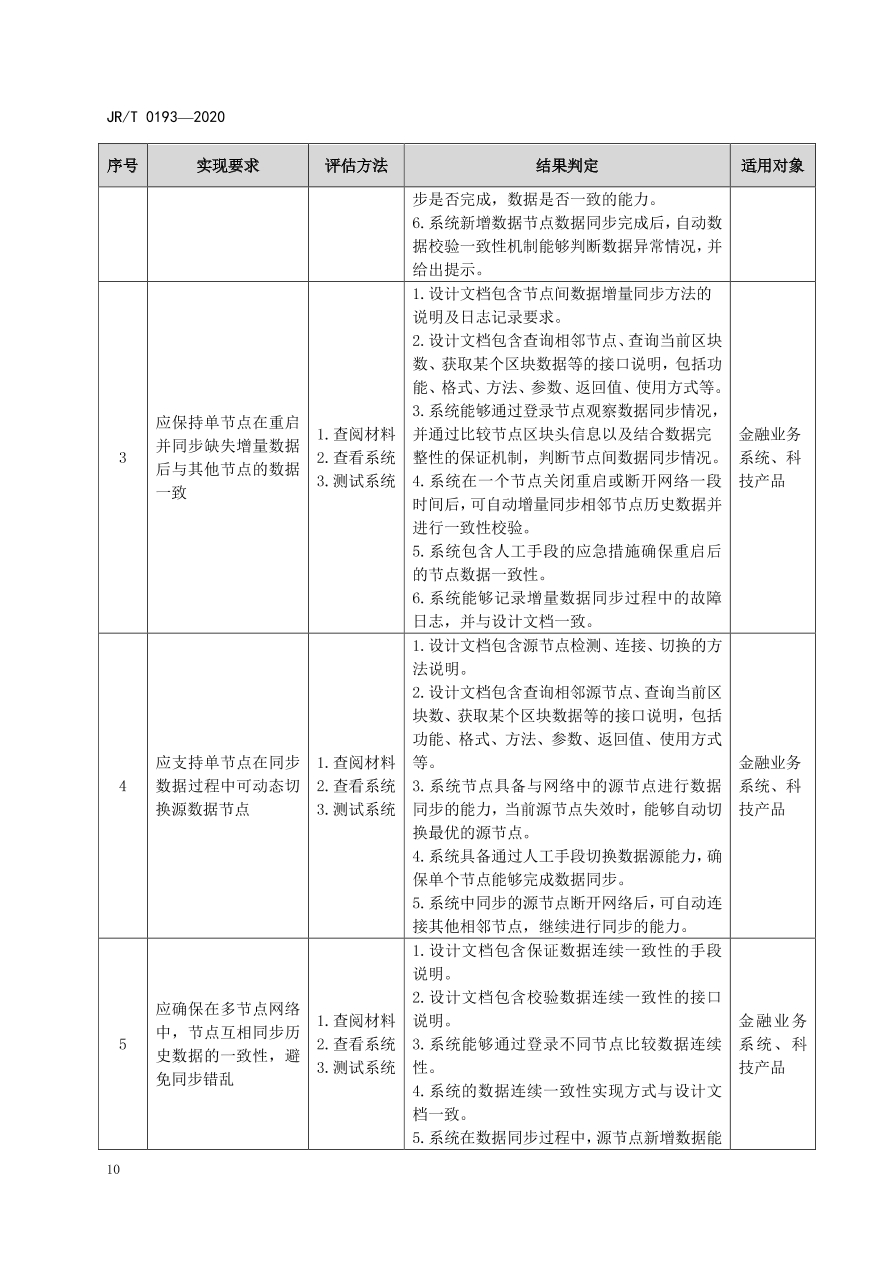 JR/T 0193—2020
序号 实现要求 评估方法 结果判定 适用对象
步是否完成，数据是否一致的能力。
6.系统新增数据节点数据同步完成后，自动数
据校验一致性机制能够判断数据异常情况，并
给出提示。
3
应保持单节点在重启
并同步缺失增量数据
后与其他节点的数据
一致
1.查阅材料
2.查看系统
3.测试系统
1.设计文档包含节点间数据增量同步方法的
说明及日志记录要求。
2.设计文档包含查询相邻节点、查询当前区块
数、获取某个区块数据等的接口说明，包括功
能、格式、方法、参数、返回值、使用方式等。
3.系统能够通过登录节点观察数据同步情况，
并通过比较节点区块头信息以及结合数据完
整性的保证机制，判断节点间数据同步情况。
4.系统在一个节点关闭重启或断开网络一段
时间后，可自动增量同步相邻节点历史数据并
进行一致性校验。
5.系统包含人工手段的应急措施确保重启后
的节点数据一致性。
6.系统能够记录增量数据同步过程中的故障
日志，并与设计文档一致。
金融业务
系统、科
技产品
4
应支持单节点在同步
数据过程中可动态切
换源数据节点
1.查阅材料
2.查看系统
3.测试系统
1.设计文档包含源节点检测、连接、切换的方
法说明。
2.设计文档包含查询相邻源节点、查询当前区
块数、获取某个区块数据等的接口说明，包括
功能、格式、方法、参数、返回值、使用方式
等。
3.系统节点具备与网络中的源节点进行数据
同步的能力，当前源节点失效时，能够自动切
换最优的源节点。
4.系统具备通过人工手段切换数据源能力，确
保单个节点能够完成数据同步。
5.系统中同步的源节点断开网络后，可自动连
接其他相邻节点，继续进行同步的能力。
金融业务
系统、科
技产品
5
应确保在多节点网络
中，节点互相同步历
史数据的一致性，避
免同步错乱
1.查阅材料
2.查看系统
3.测试系统
1.设计文档包含保证数据连续一致性的手段
说明。
2.设计文档包含校验数据连续一致性的接口
说明。
3.系统能够通过登录不同节点比较数据连续
性。
4.系统的数据连续一致性实现方式与设计文
档一致。
5.系统在数据同步过程中，源节点新增数据能
金融业务
系统、科
技产品
10